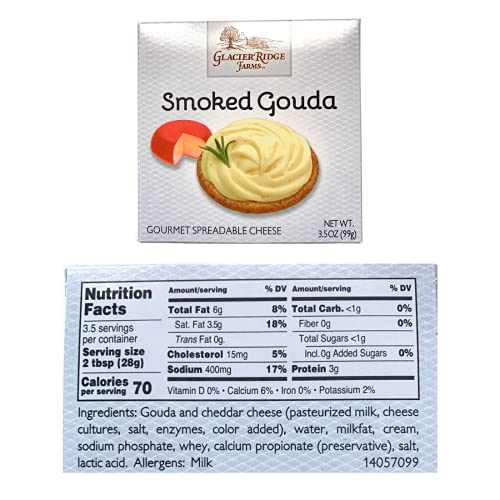 GLACIER RIDGE
FARMS™
Smoked Gouda
GOURMET SPREADABLE CHEESE
NET WT.
3.5OZ (99g)
Nutrition
Facts
3.5 servings
per container
Serving size
2 tbsp (28g)
Calories
per serving 70
Amount/serving % DV
Total Fat 6g 8%
Sat. Fat 3.5g 18%
Trans Fat 0g.
Cholesterol 15mg 5%
Sodium 400mg 17%
Amount/serving % DV
Total Carb. <1g 0%
Fiber 0g 0%
Total Sugars <1g
Incl.0g Added Sugars 0%
Protein 3g
Vitamin D 0% • Calcium 6% • Iron 0% • Potassium 2%
Ingredients: Gouda and cheddar cheese (pasteurized milk, cheese
cultures, salt, enzymes, color added), water, milkfat, cream,
sodium phosphate, whey, calcium propionate (preservative), salt,
lactic acid. Allergens: Milk 14057099